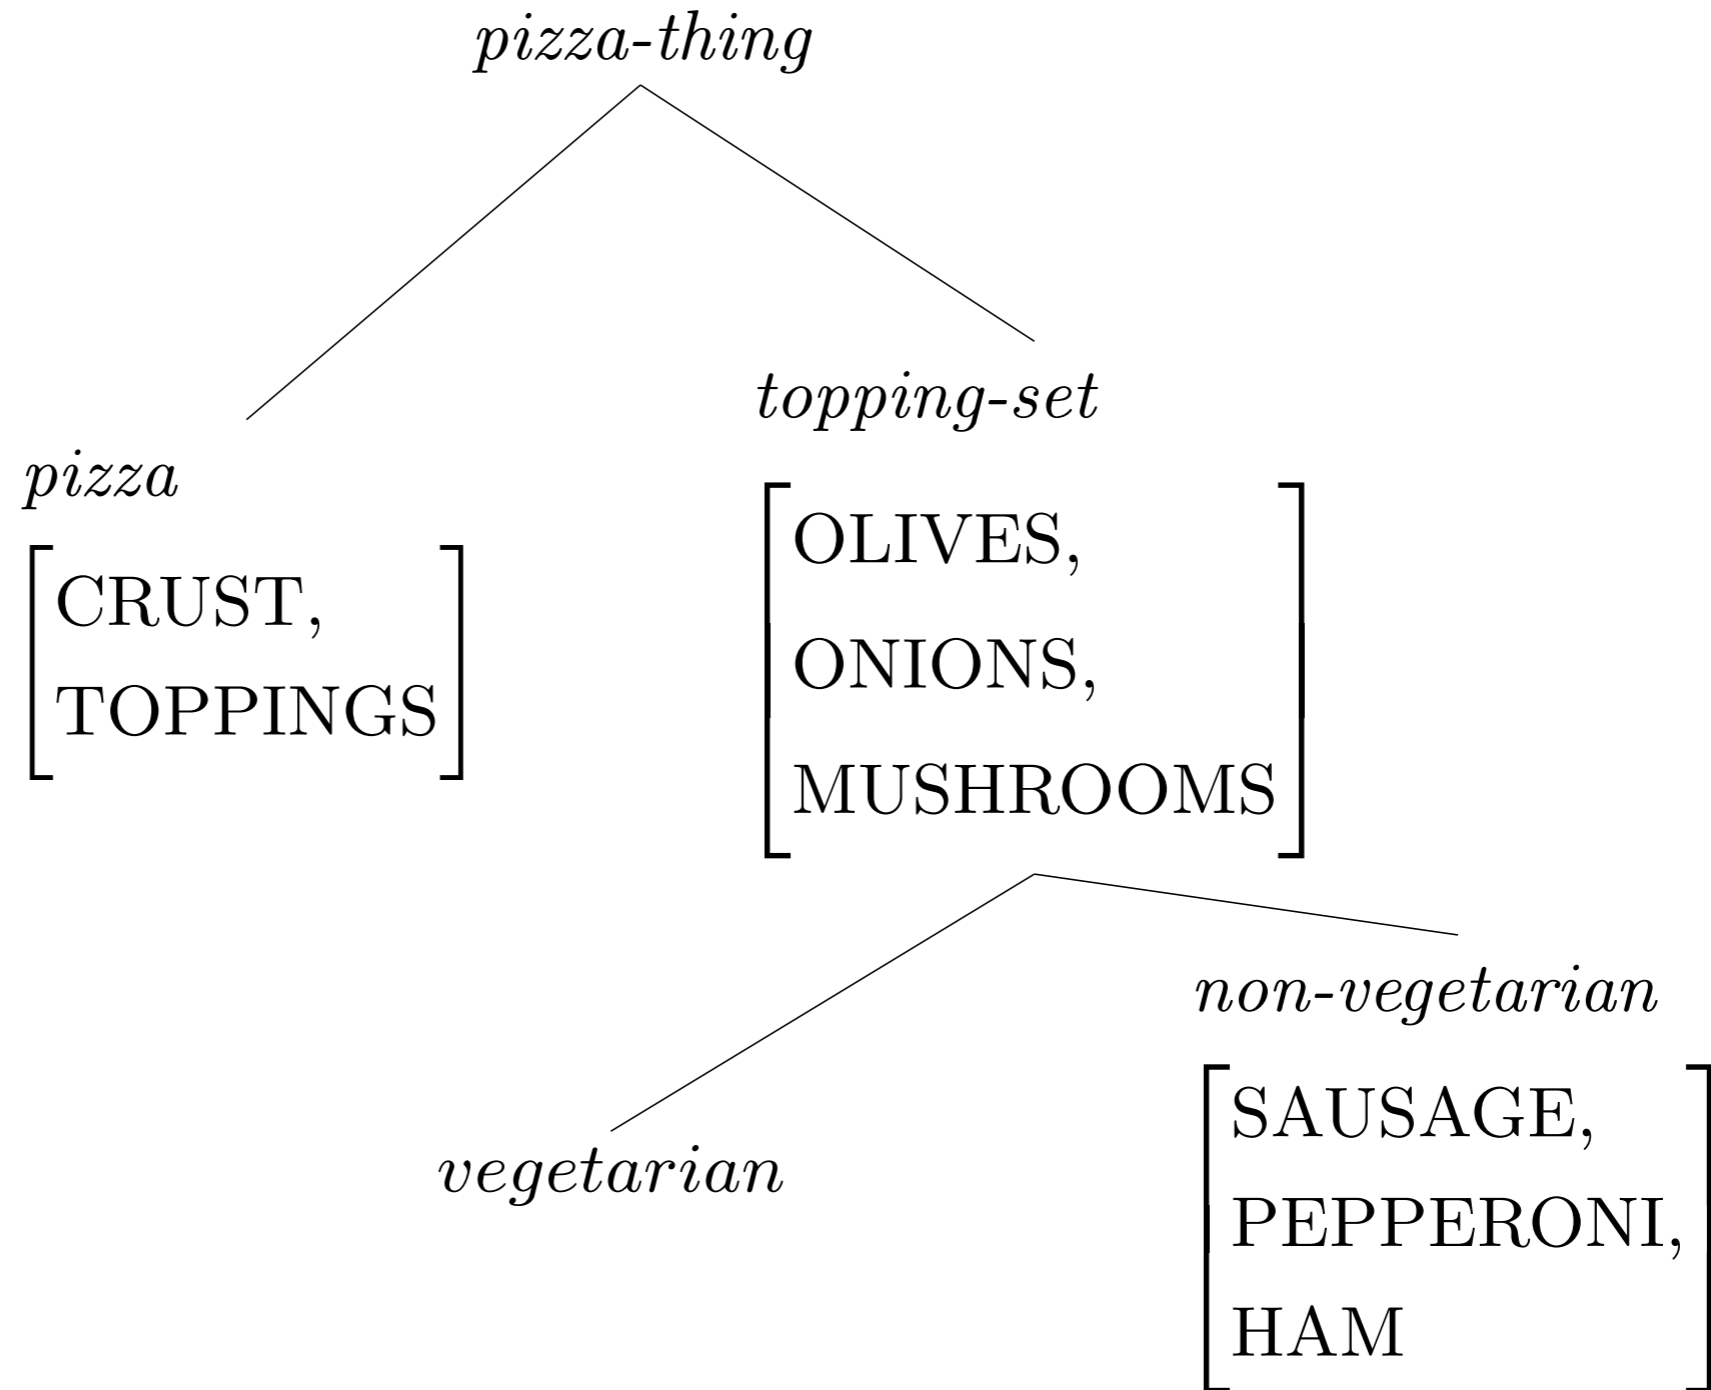 pizza-thing
pizza
CRUST,
TOPPINGS
topping-set
OLIVES,
ONIONS,
MUSHROOMS
vegetarian
non-vegetarian
SAUSAGE,
PEPPERONI,
HAM